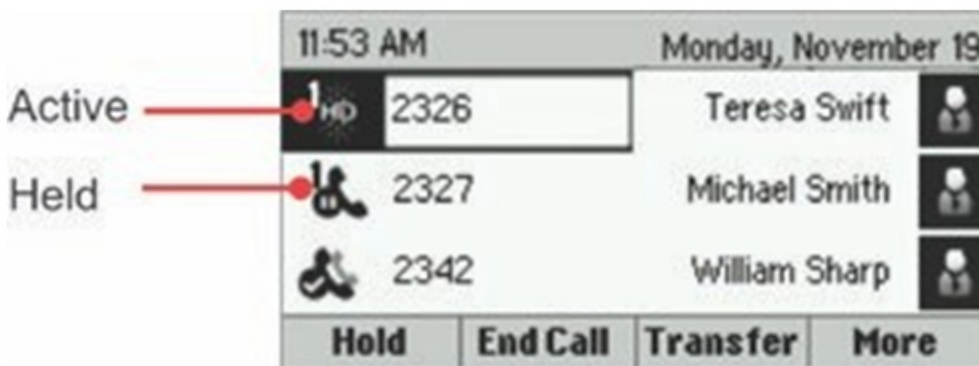 11:53 AM Monday, November 19
Active 1 HD 2326 Teresa Swift
Held 1 2327 Michael Smith
2342 William Sharp
Hold End Call Transfer More